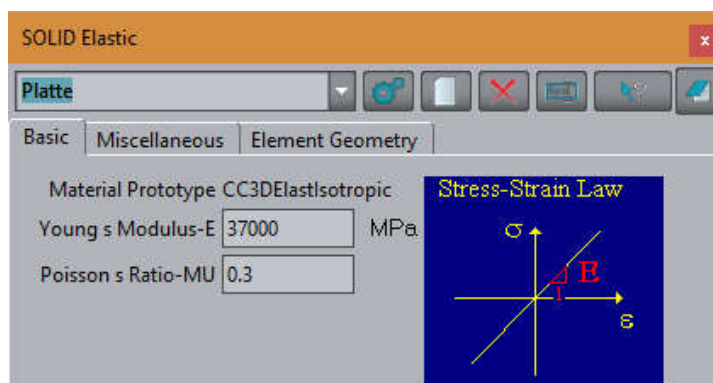 SOLID Elastic
x
Platte
Basic Miscellaneous Element Geometry
Material Prototype CC3DElastIsotropic
Young s Modulus-E 37000 MPa
Poisson s Ratio-MU 0.3
Stress-Strain Law
σ
E
1
ε